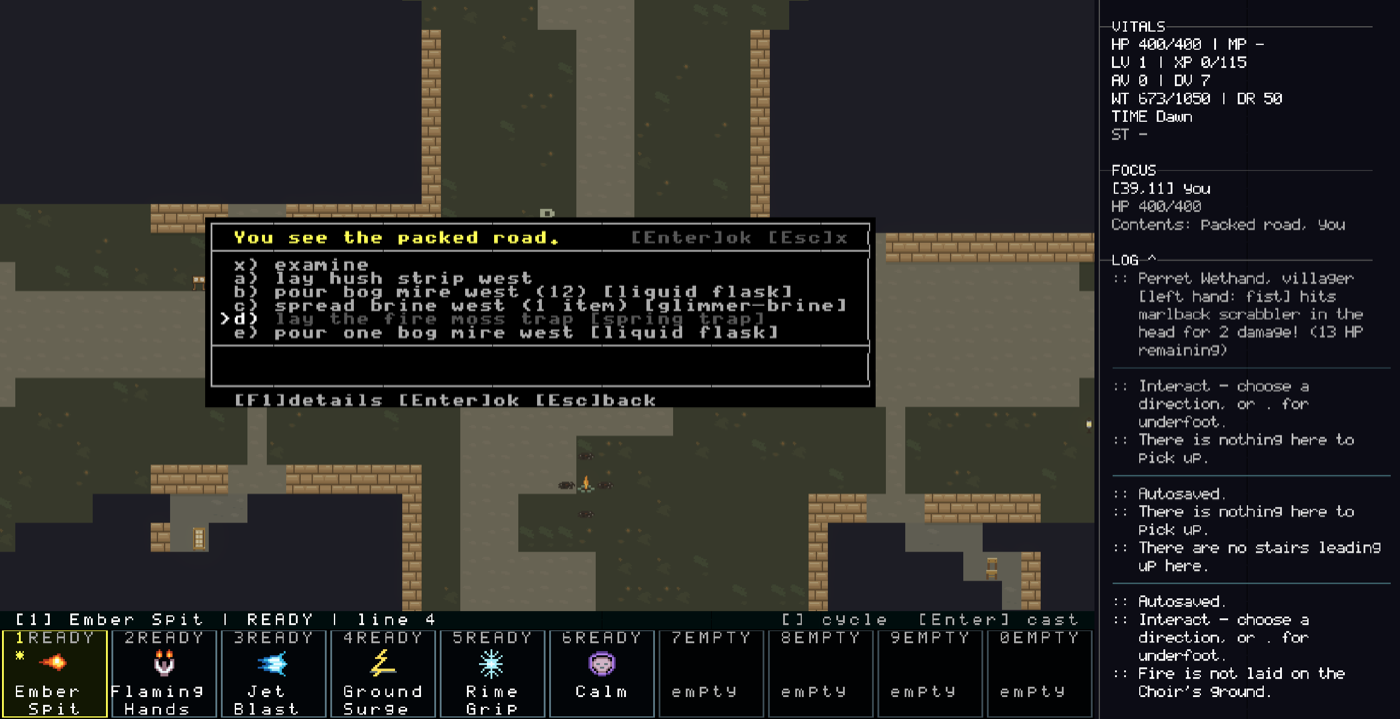 You see the packed road. [Enter]ok [Esc]x
x) examine
a) lay hush strip west
b) pour bog mire west (12) [liquid flask]
c) spread brine west (1 item) [glimmer-brine]
>d) lay the fire moss trap [spring trap]
e) pour one bog mire west [liquid flask]
[F1]details [Enter]ok [Esc]back
[1] Ember Spit | READY | line 4
[] cycle [Enter] cast
1READY 2READY 3READY 4READY 5READY 6READY 7EMPTY 8EMPTY 9EMPTY 0EMPTY
*
Ember Flaming Jet Ground Rime Calm empty empty empty empty
Spit Hands Blast Surge Grip
VITALS
HP 400/400 | MP -
LV 1 | XP 0/115
AV 0 | DV 7
WT 673/1050 | DR 50
TIME Dawn
ST -
FOCUS
[39,11] you
HP 400/400
Contents: Packed road, you
LOG ^
:: Perret Wethand, villager
[left hand: fist] hits
marlback scrabbler in the
head for 2 damage! (13 HP
remaining)
:: Interact - choose a
direction, or . for
underfoot.
:: There is nothing here to
pick up.
:: Autosaved.
:: There is nothing here to
pick up.
:: There are no stairs leading
up here.
:: Autosaved.
:: Interact - choose a
direction, or . for
underfoot.
:: Fire is not laid on the
Choir's ground.